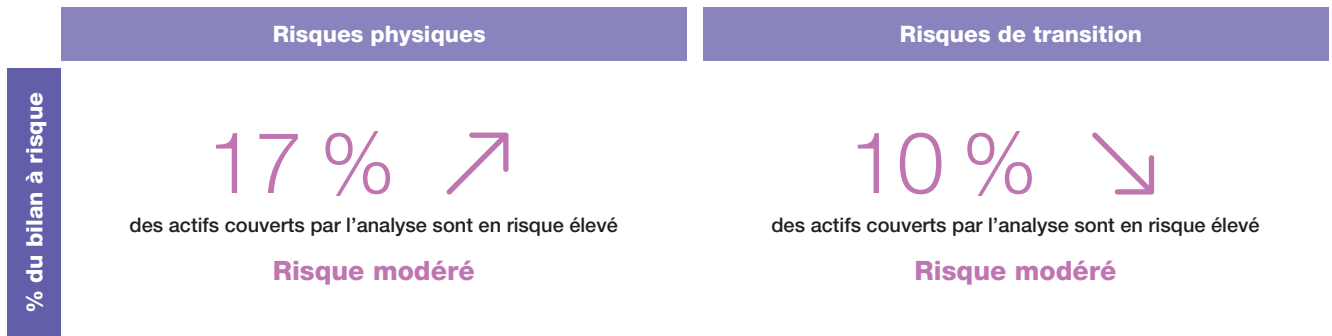 Risques physiques
Risques de transition
% du bilan à risque
17 %
des actifs couverts par l’analyse sont en risque élevé
Risque modéré
10 %
des actifs couverts par l’analyse sont en risque élevé
Risque modéré